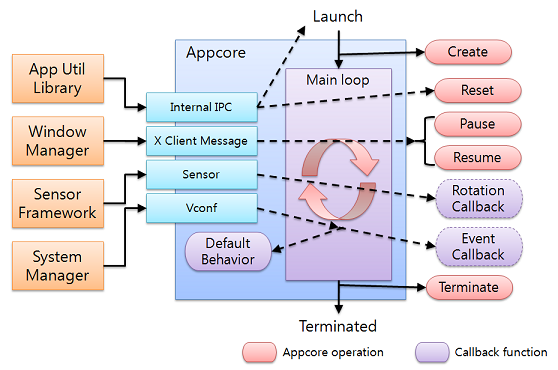 Launch
Appcore
App Util
Library
Window
Manager
Sensor
Framework
System
Manager
Internal IPC
X Client Message
Sensor
Vconf
Default
Behavior
Main loop
Create
Reset
Pause
Resume
Rotation
Callback
Event
Callback
Terminate
Terminated
Appcore operation
Callback function